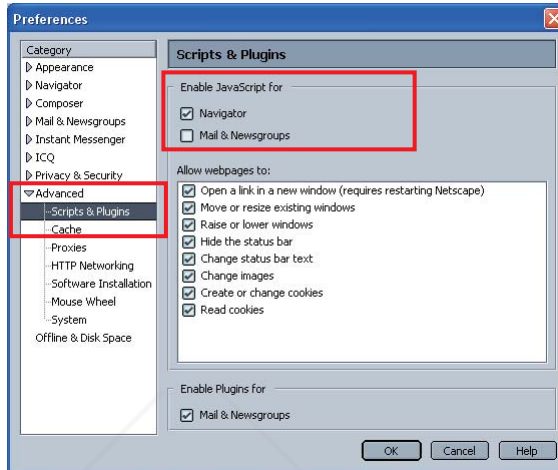 Preferences
Category
Appearance
Navigator
Composer
Mail & Newsgroups
Instant Messenger
ICQ
Privacy & Security
Advanced
Scripts & Plugins
Cache
Proxies
HTTP Networking
Software Installation
Mouse Wheel
System
Offline & Disk Space
Scripts & Plugins
Enable JavaScript for
Navigator
Mail & Newsgroups
Allow webpages to:
Open a link in a new window (requires restarting Netscape)
Move or resize existing windows
Raise or lower windows
Hide the status bar
Change status bar text
Change images
Create or change cookies
Read cookies
Enable Plugins for
Mail & Newsgroups
OK
Cancel
Help